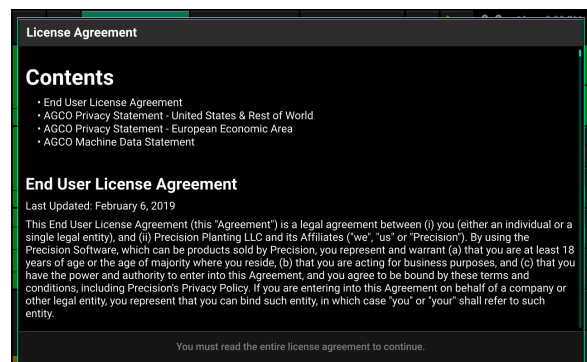 License Agreement
Contents
• End User License Agreement
• AGCO Privacy Statement - United States & Rest of World
• AGCO Privacy Statement - European Economic Area
• AGCO Machine Data Statement
End User License Agreement
Last Updated: February 6, 2019
This End User License Agreement (this "Agreement") is a legal agreement between (i) you (either an individual or a
single legal entity), and (ii) Precision Planting LLC and its Affiliates ("we", "us" or "Precision"). By using the
Precision Software, which can be products sold by Precision, you represent and warrant (a) that you are at least 18
years of age or the age of majority where you reside, (b) that you are acting for business purposes, and (c) that you
have the power and authority to enter into this Agreement, and you agree to be bound by these terms and
conditions, including Precision's Privacy Policy. If you are entering into this Agreement on behalf of a company or
other legal entity, you represent that you can bind such entity, in which case "you" or "your" shall refer to such
entity.
You must read the entire license agreement to continue.